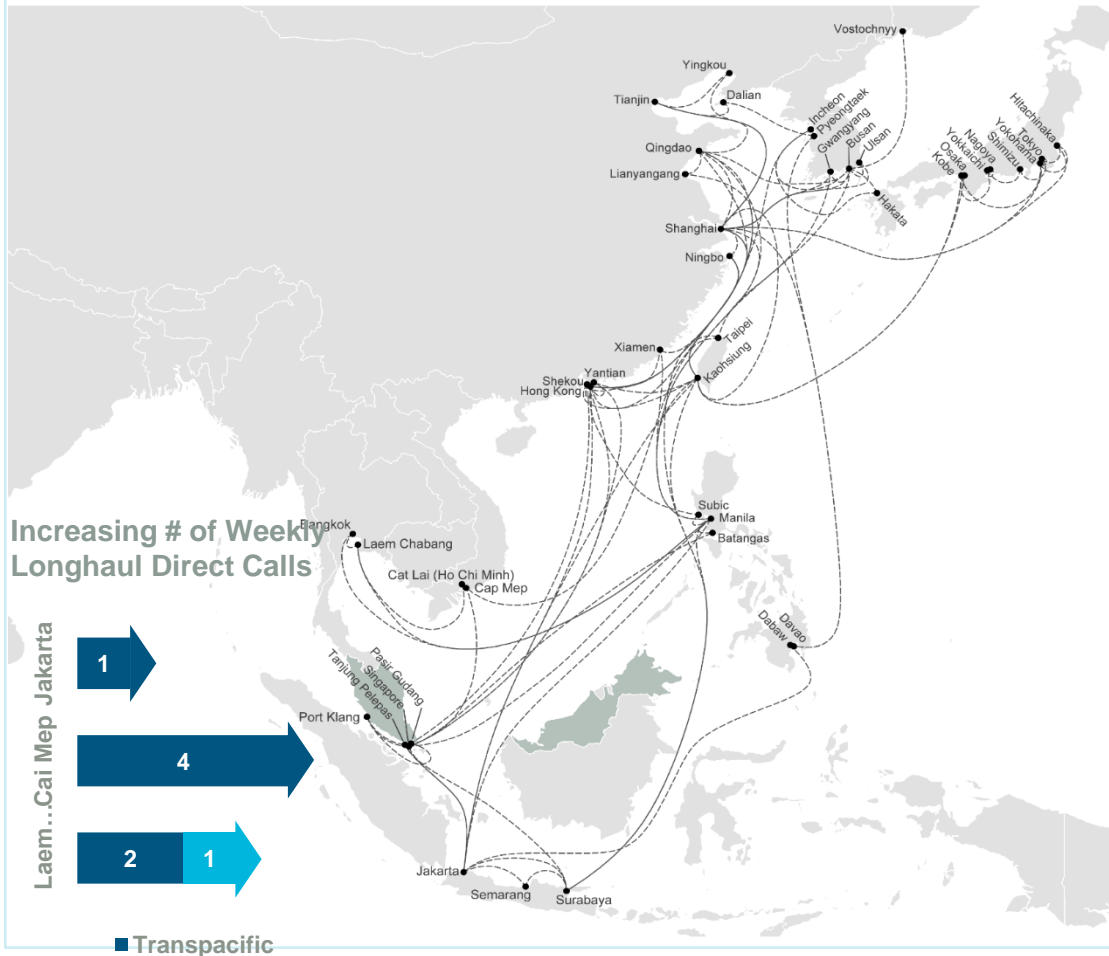 Vostochnyy
Yingkou
Tianjin
Dalian
Incheon
Pyeongtaek
Gwangyang
Busan
Ulsan
Hitachinaka
Tokyo
Yokohama
Shimizu
Nagoya
Yokkaichi
Osaka
Kobe
Qingdao
Lianyangang
Hakata
Shanghai
Ningbo
Xiamen
Taipei
Yantian
Shekou
Hong Kong
Kaohsiung
Subic
Manila
Batangas
Increasing # of Weekly
Longhaul Direct Calls
Bangkok
Laem Chabang
Cat Lai (Ho Chi Minh)
Cap Mep
Davao
Dabaw
Pasir Gudang
Singapore
Tanjung Pelepas
Port Klang
Laem...Cai Mep Jakarta
1
4
2 1
Jakarta
Semarang
Surabaya
Transpacific